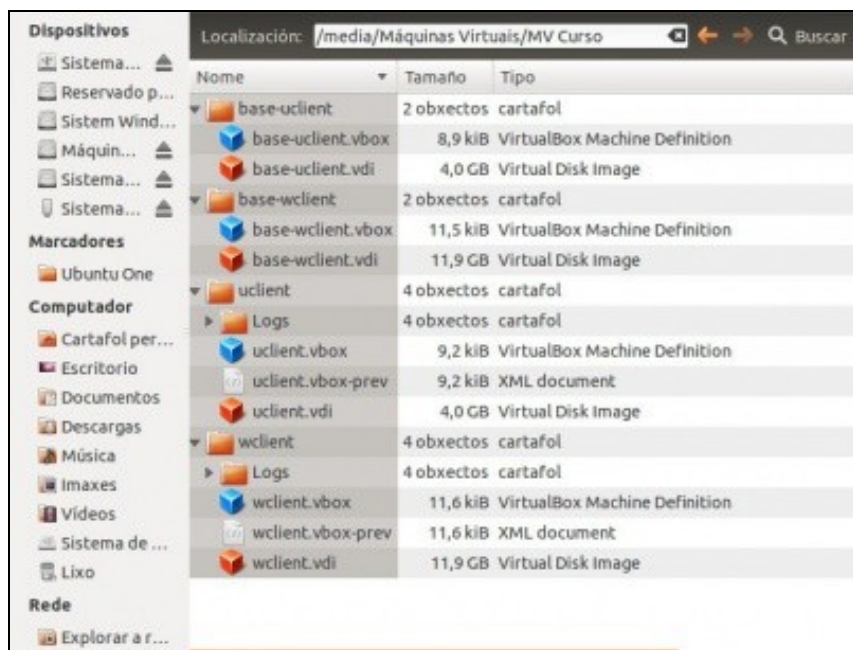 Dispositivos
Sistema...
Reservado p...
Sistem Wind...
Máquin...
Sistema...
Sistema...
Marcadores
Ubuntu One
Computador
Cartafol per...
Escritorio
Documentos
Descargas
Música
Imaxes
Vídeos
Sistema de ...
Lixo
Rede
Explorar a r...
Localización: /media/Máquinas Virtuais/MV Curso Buscar
Nome Tamaño Tipo
base-uclient 2 obxectos cartafol
base-uclient.vbox 8,9 kiB VirtualBox Machine Definition
base-uclient.vdi 4,0 GB Virtual Disk Image
base-wclient 2 obxectos cartafol
base-wclient.vbox 11,5 kiB VirtualBox Machine Definition
base-wclient.vdi 11,9 GB Virtual Disk Image
uclient 4 obxectos cartafol
Logs 4 obxectos cartafol
uclient.vbox 9,2 kiB VirtualBox Machine Definition
uclient.vbox-prev 9,2 kiB XML document
uclient.vdi 4,0 GB Virtual Disk Image
wclient 4 obxectos cartafol
Logs 4 obxectos cartafol
wclient.vbox 11,6 kiB VirtualBox Machine Definition
wclient.vbox-prev 11,6 kiB XML document
wclient.vdi 11,9 GB Virtual Disk Image